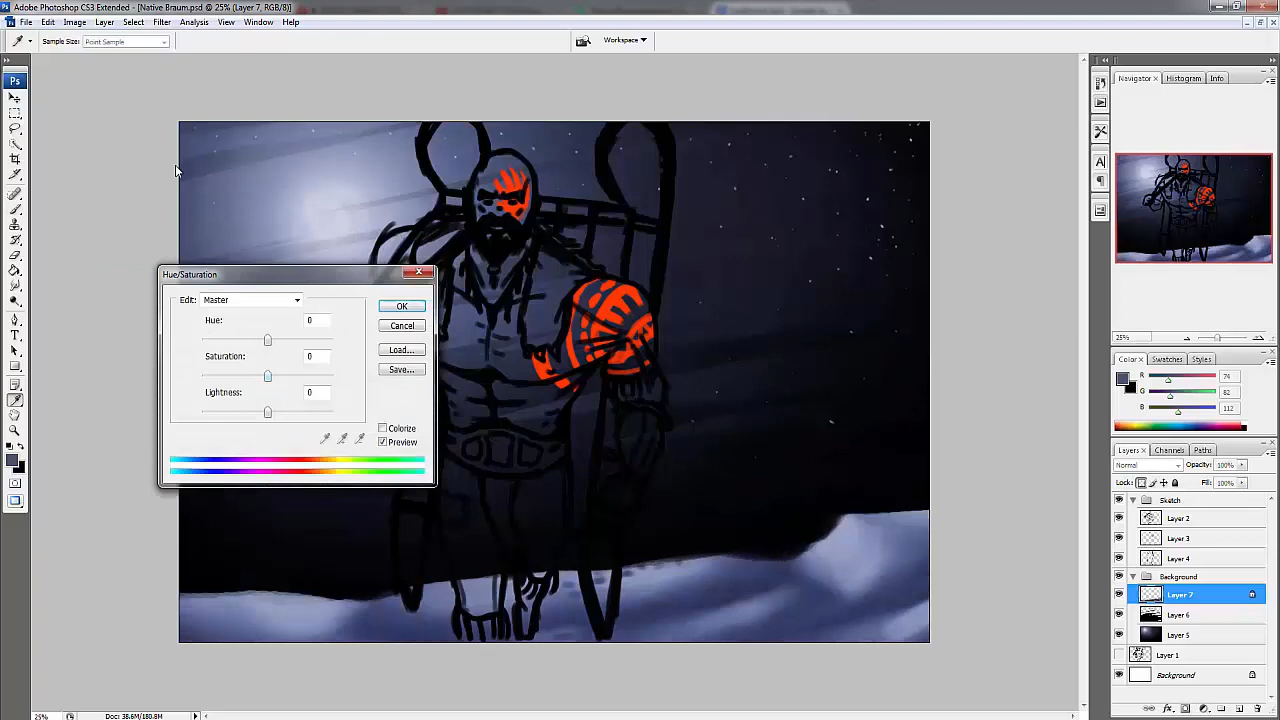 Adobe Photoshop CS3 Extended - [Native Braum.psd @ 25% (Layer 7, RGB/8)]
File Edit Image Layer Select Filter Analysis View Window Help
Sample Size: Point Sample
Workspace
Ps
Navigator Histogram Info
25%
Color Swatches Styles
R 74
G 82
B 112
Layers Channels Paths
Normal Opacity: 100%
Lock: Fill: 100%
Sketch
Layer 2
Layer 3
Layer 4
Background
Layer 7
Layer 6
Layer 5
Layer 1
Background
Hue/Saturation
Edit: Master
Hue: 0
Saturation: 0
Lightness: 0
OK
Cancel
Load...
Save...
Colorize
Preview
25% Doc: 38.6M/180.8M